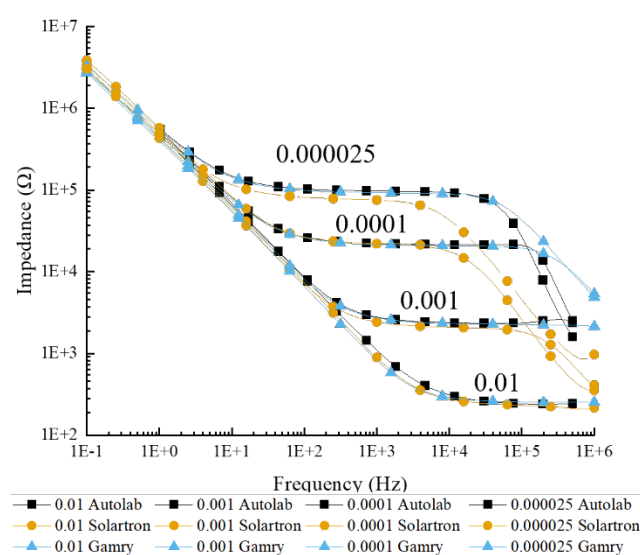 1E+7
1E+6
1E+5
1E+4
1E+3
1E+2
Impedance (Ω)
0.000025
0.0001
0.001
0.01
1E-1 1E+0 1E+1 1E+2 1E+3 1E+4 1E+5 1E+6
Frequency (Hz)
0.01 Autolab 0.001 Autolab 0.0001 Autolab 0.000025 Autolab
0.01 Solartron 0.001 Solartron 0.0001 Solartron 0.000025 Solartron
0.01 Gamry 0.001 Gamry 0.0001 Gamry 0.000025 Gamry